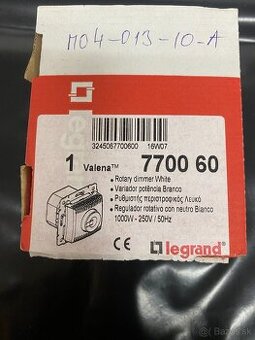 M04-013-10-A
legrand
3245067700600 16W07
1 Valena™ 7700 60
• Rotary dimmer White
• Variador potência Branco
• Ρυθμιστής περιστροφικός Λευκό
• Regulador rotativo con neutro Blanco
1000W - 250V / 50Hz
CE
legrand